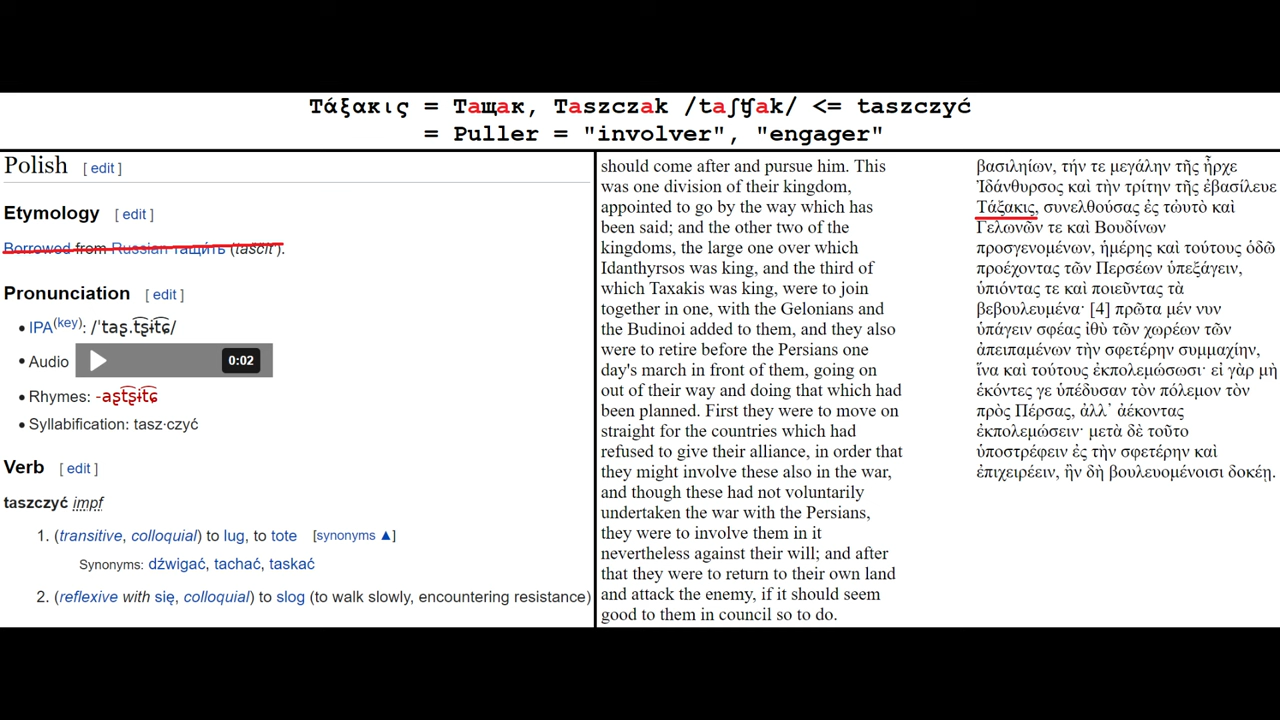 Τάξακις = Тащак, Taszczak /taʃʧak/ <= taszczyć
= Puller = "involver", "engager"
Polish [ edit ]
Etymology [ edit ]
Borrowed from Russian тащи́ть (taščítʹ).
Pronunciation [ edit ]
• IPA(key): /ˈtaʂ.t͡ʂɨt͡ɕ/
• Audio 0:02
• Rhymes: -aʂt͡ʂɨt͡ɕ
• Syllabification: tasz·czyć
Verb [ edit ]
taszczyć impf
1. (transitive, colloquial) to lug, to tote [synonyms ▲]
Synonyms: dźwigać, tachać, taskać
2. (reflexive with się, colloquial) to slog (to walk slowly, encountering resistance)
should come after and pursue him. This
was one division of their kingdom,
appointed to go by the way which has
been said; and the other two of the
kingdoms, the large one over which
Idanthyrsos was king, and the third of
which Taxakis was king, were to join
together in one, with the Gelonians and
the Budinoi added to them, and they also
were to retire before the Persians one
day's march in front of them, going on
out of their way and doing that which had
been planned. First they were to move on
straight for the countries which had
refused to give their alliance, in order that
they might involve these also in the war,
and though these had not voluntarily
undertaken the war with the Persians,
they were to involve them in it
nevertheless against their will; and after
that they were to return to their own land
and attack the enemy, if it should seem
good to them in council so to do.
βασιληίων, τήν τε μεγάλην τῆς ἦρχε
Ἰδάνθυρσος καὶ τὴν τρίτην τῆς ἐβασίλευε
Τάξακις, συνελθούσας ἐς τὠυτὸ καὶ
Γελωνῶν τε καὶ Βουδίνων
προσγενομένων, ἡμέρης καὶ τούτους ὁδῷ
προέχοντας τῶν Περσέων ὑπεξάγειν,
ὑπιόντας τε καὶ ποιεῦντας τὰ
βεβουλευμένα· [4] πρῶτα μέν νυν
ὑπάγειν σφέας ἰθὺ τῶν χωρέων τῶν
ἀπειπαμένων τὴν σφετέρην συμμαχίην,
ἵνα καὶ τούτους ἐκπολεμώσωσι· εἰ γὰρ μὴ
ἑκόντες γε ὑπέδυσαν τὸν πόλεμον τὸν
πρὸς Πέρσας, ἀλλ᾽ ἀέκοντας
ἐκπολεμώσειν· μετὰ δὲ τοῦτο
ὑποστρέφειν ἐς τὴν σφετέρην καὶ
ἐπιχειρέειν, ἢν δὴ βουλευομένοισι δοκέῃ.